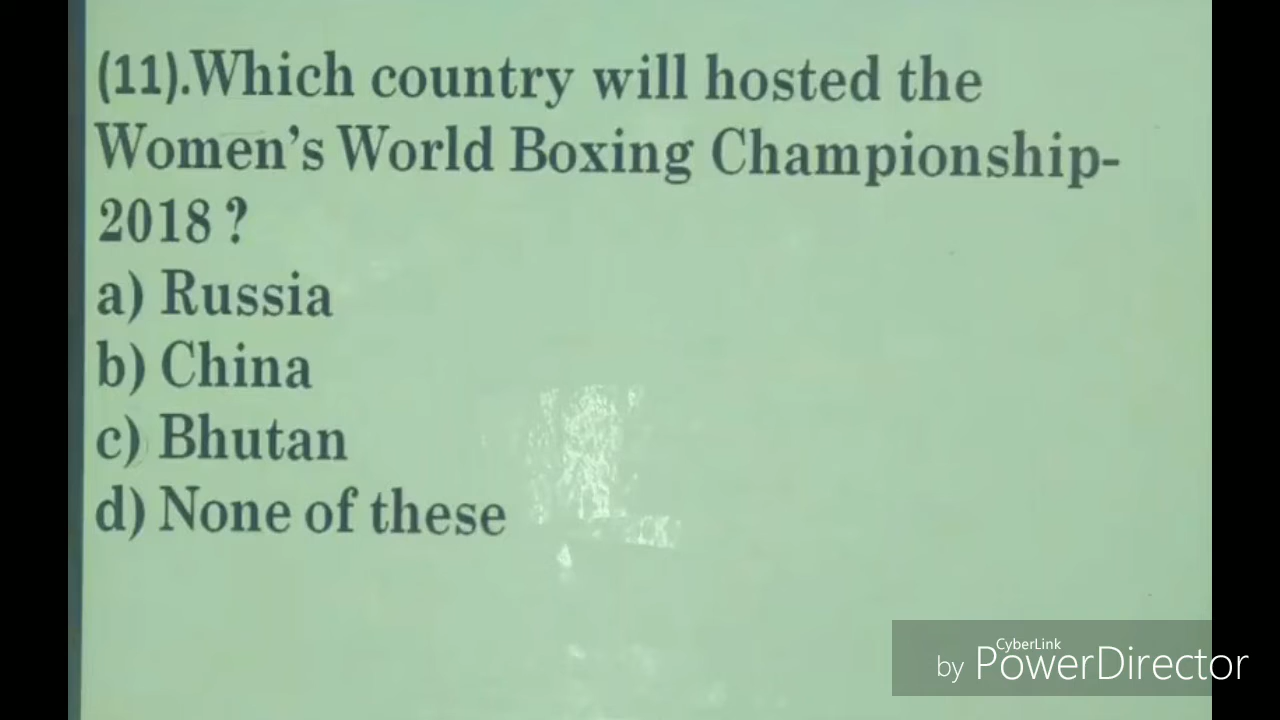 (11).Which country will hosted the
Women's World Boxing Championship-
2018 ?
a) Russia
b) China
c) Bhutan
d) None of these
CyberLink
by PowerDirector